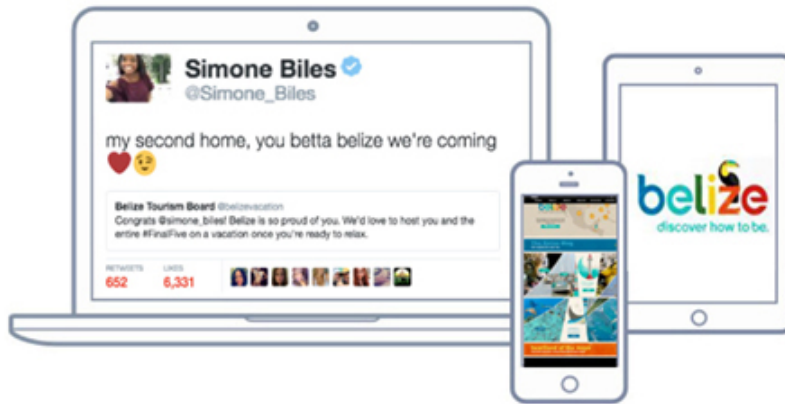 Simone Biles
@Simone_Biles
my second home, you betta belize we're coming
❤️😉
Belize Tourism Board @belizevacation
Congrats @simone_biles! Belize is so proud of you. We'd love to host you and the
entire #FinalFive on a vacation once you're ready to relax.
RETWEETS LIKES
652 6,331
belize
belize
discover how to be.